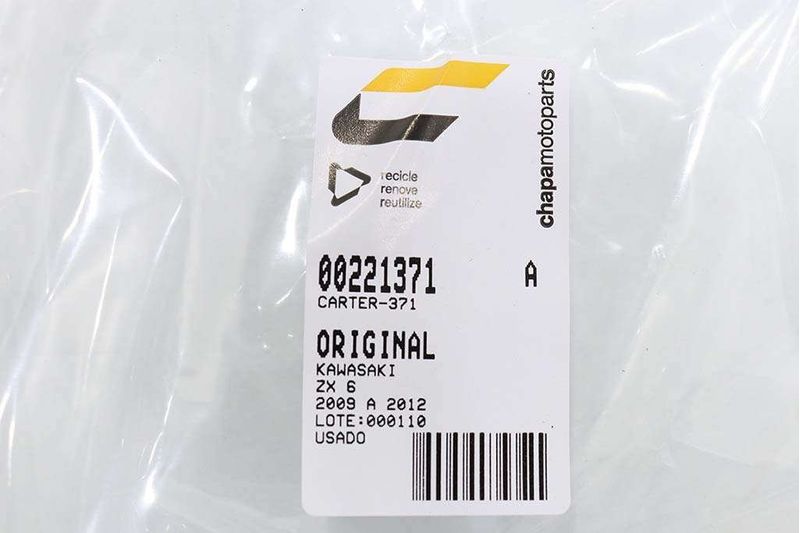 chapamotoparts
recicle
renove
reutilize
00221371 A
CARTER-371
ORIGINAL
KAWASAKI
ZX 6
2009 A 2012
LOTE:000110
USADO